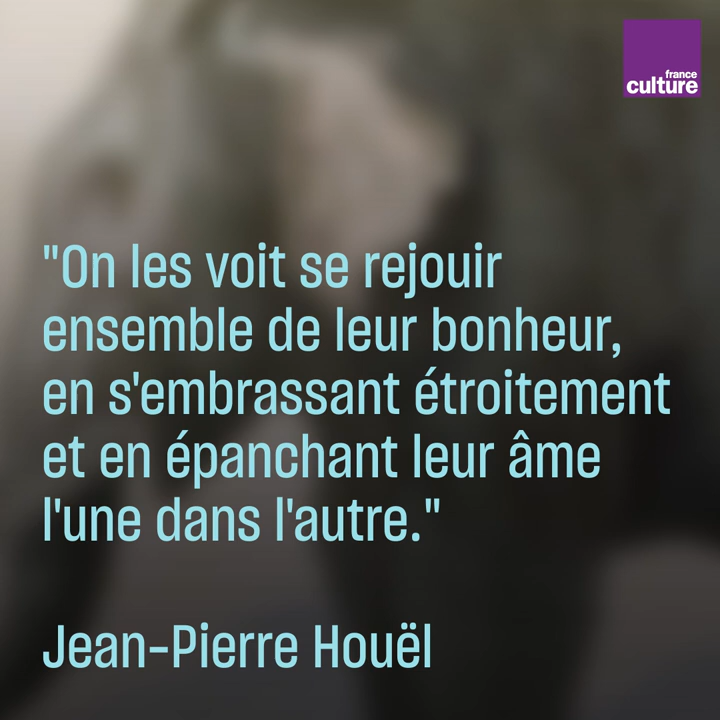 france
culture
"On les voit se rejouir
ensemble de leur bonheur,
en s'embrassant étroitement
et en épanchant leur âme
l'une dans l'autre."
Jean-Pierre Houël